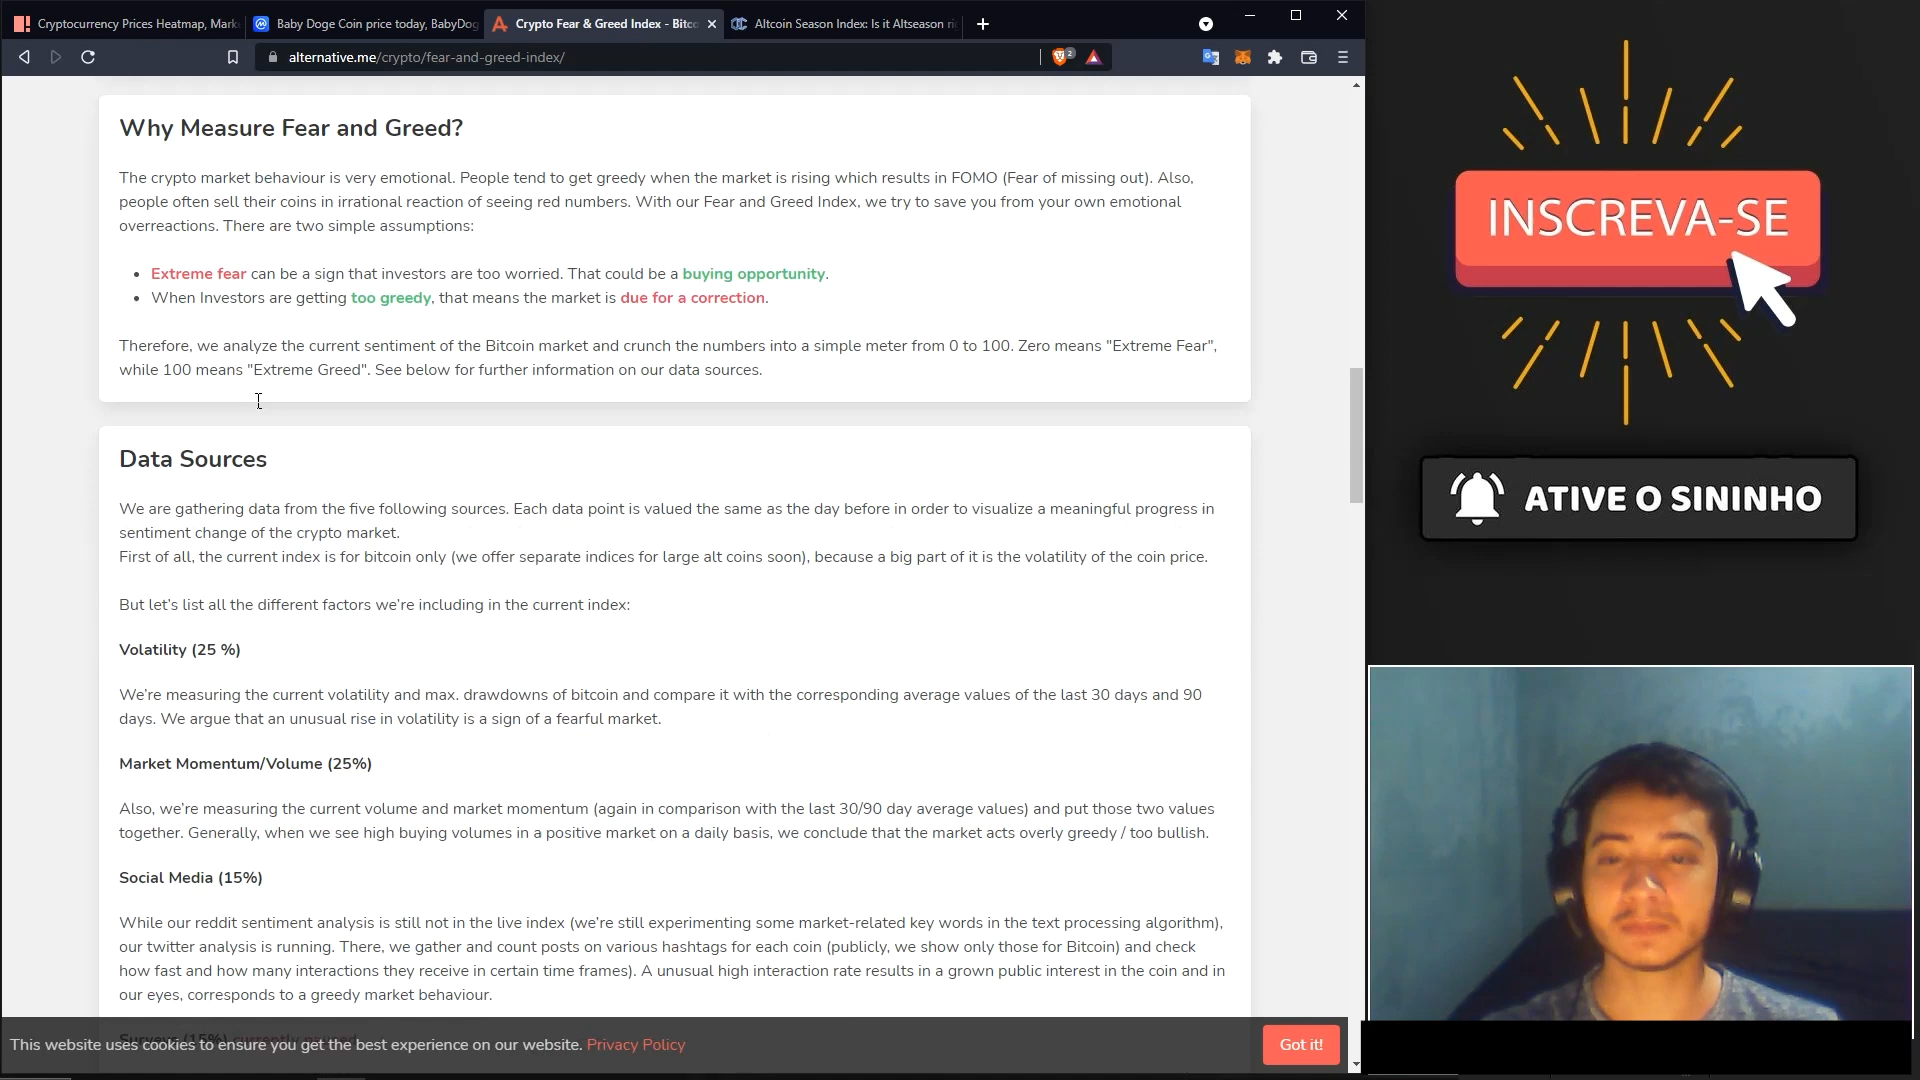 Cryptocurrency Prices Heatmap, Mark
Baby Doge Coin price today, BabyDog
Crypto Fear & Greed Index - Bitco
Altcoin Season Index: Is it Altseason ri
alternative.me/crypto/fear-and-greed-index/
2
Why Measure Fear and Greed?
The crypto market behaviour is very emotional. People tend to get greedy when the market is rising which results in FOMO (Fear of missing out). Also,
people often sell their coins in irrational reaction of seeing red numbers. With our Fear and Greed Index, we try to save you from your own emotional
overreactions. There are two simple assumptions:
Extreme fear can be a sign that investors are too worried. That could be a buying opportunity.
When Investors are getting too greedy, that means the market is due for a correction.
Therefore, we analyze the current sentiment of the Bitcoin market and crunch the numbers into a simple meter from 0 to 100. Zero means "Extreme Fear",
while 100 means "Extreme Greed". See below for further information on our data sources.
Data Sources
We are gathering data from the five following sources. Each data point is valued the same as the day before in order to visualize a meaningful progress in
sentiment change of the crypto market.
First of all, the current index is for bitcoin only (we offer separate indices for large alt coins soon), because a big part of it is the volatility of the coin price.
But let's list all the different factors we're including in the current index:
Volatility (25 %)
We're measuring the current volatility and max. drawdowns of bitcoin and compare it with the corresponding average values of the last 30 days and 90
days. We argue that an unusual rise in volatility is a sign of a fearful market.
Market Momentum/Volume (25%)
Also, we're measuring the current volume and market momentum (again in comparison with the last 30/90 day average values) and put those two values
together. Generally, when we see high buying volumes in a positive market on a daily basis, we conclude that the market acts overly greedy / too bullish.
Social Media (15%)
While our reddit sentiment analysis is still not in the live index (we're still experimenting some market-related key words in the text processing algorithm),
our twitter analysis is running. There, we gather and count posts on various hashtags for each coin (publicly, we show only those for Bitcoin) and check
how fast and how many interactions they receive in certain time frames). A unusual high interaction rate results in a grown public interest in the coin and in
our eyes, corresponds to a greedy market behaviour.
Surveys (15%) currently paused
This website uses cookies to ensure you get the best experience on our website. Privacy Policy
Got it!
INSCREVA-SE
ATIVE O SININHO